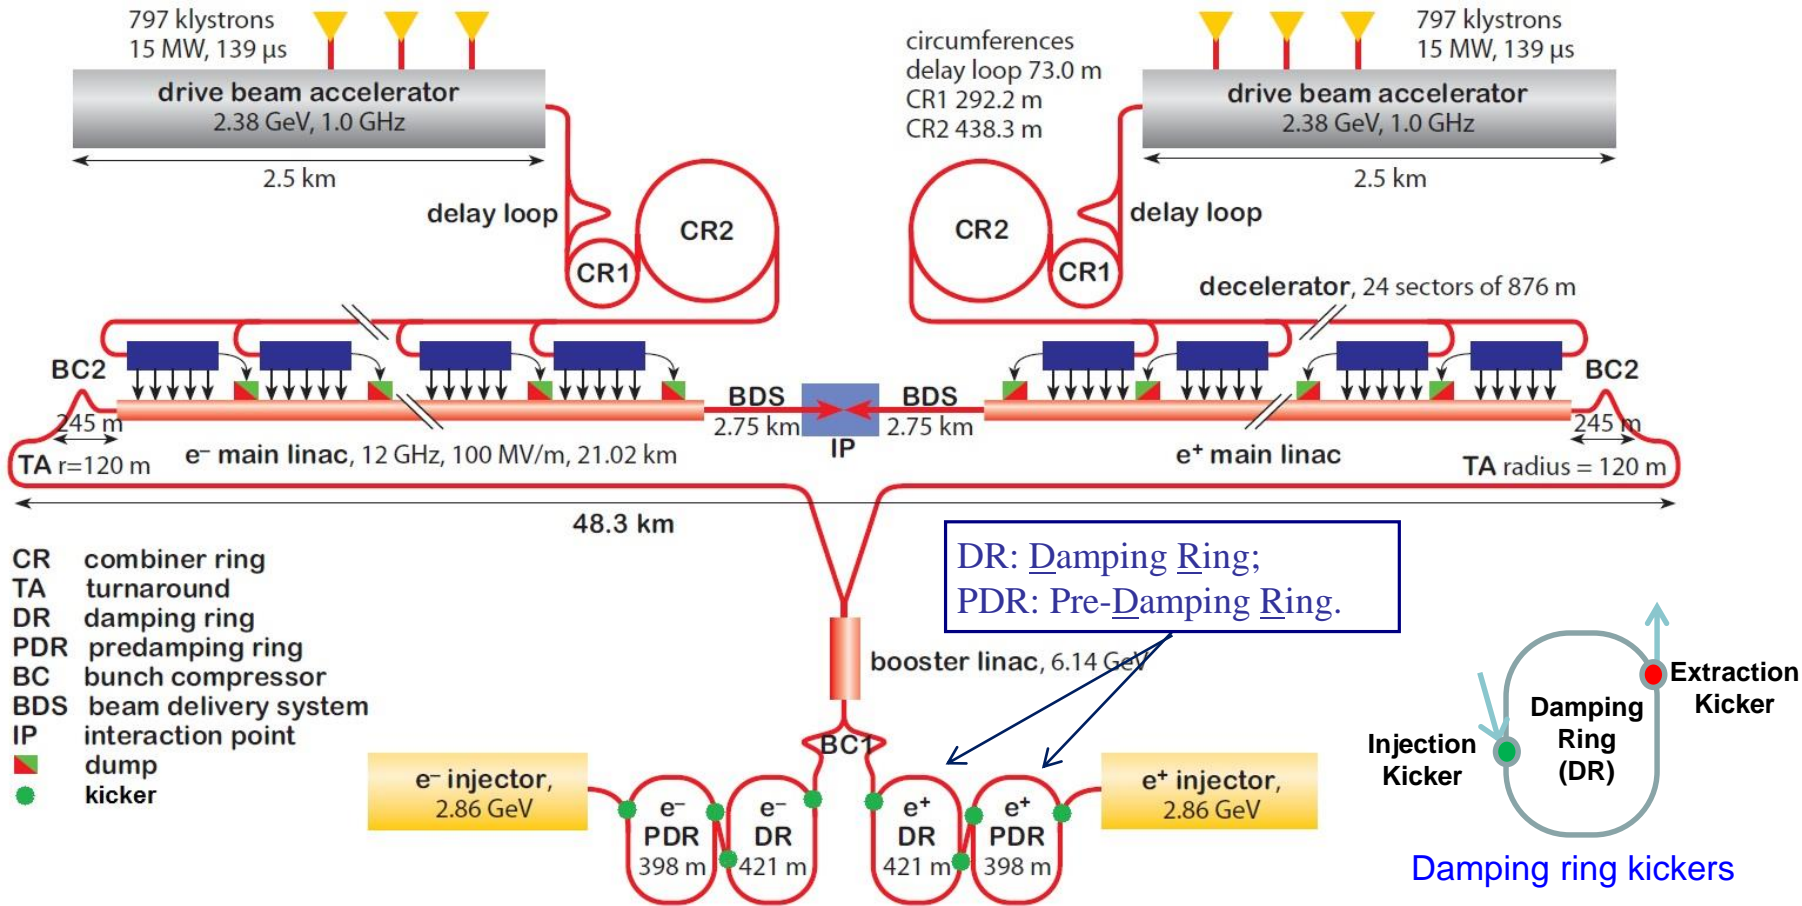 797 klystrons
15 MW, 139 µs
drive beam accelerator
2.38 GeV, 1.0 GHz
2.5 km
circumferences
delay loop 73.0 m
CR1 292.2 m
CR2 438.3 m
797 klystrons
15 MW, 139 µs
drive beam accelerator
2.38 GeV, 1.0 GHz
2.5 km
delay loop
CR2
CR1
CR2
CR1
delay loop
decelerator, 24 sectors of 876 m
BC2
245 m
TA r=120 m
e⁻ main linac, 12 GHz, 100 MV/m, 21.02 km
BDS
2.75 km
IP
BDS
2.75 km
e⁺ main linac
BC2
245 m
TA radius = 120 m
48.3 km
CR combiner ring
TA turnaround
DR damping ring
PDR predamping ring
BC bunch compressor
BDS beam delivery system
IP interaction point
dump
kicker
DR: Damping Ring;
PDR: Pre-Damping Ring.
booster linac, 6.14 GeV
BC1
e⁻ injector,
2.86 GeV
e⁻
PDR
398 m
e⁻
DR
421 m
e⁺
DR
421 m
e⁺
PDR
398 m
e⁺ injector,
2.86 GeV
Injection
Kicker
Damping
Ring
(DR)
Extraction
Kicker
Damping ring kickers